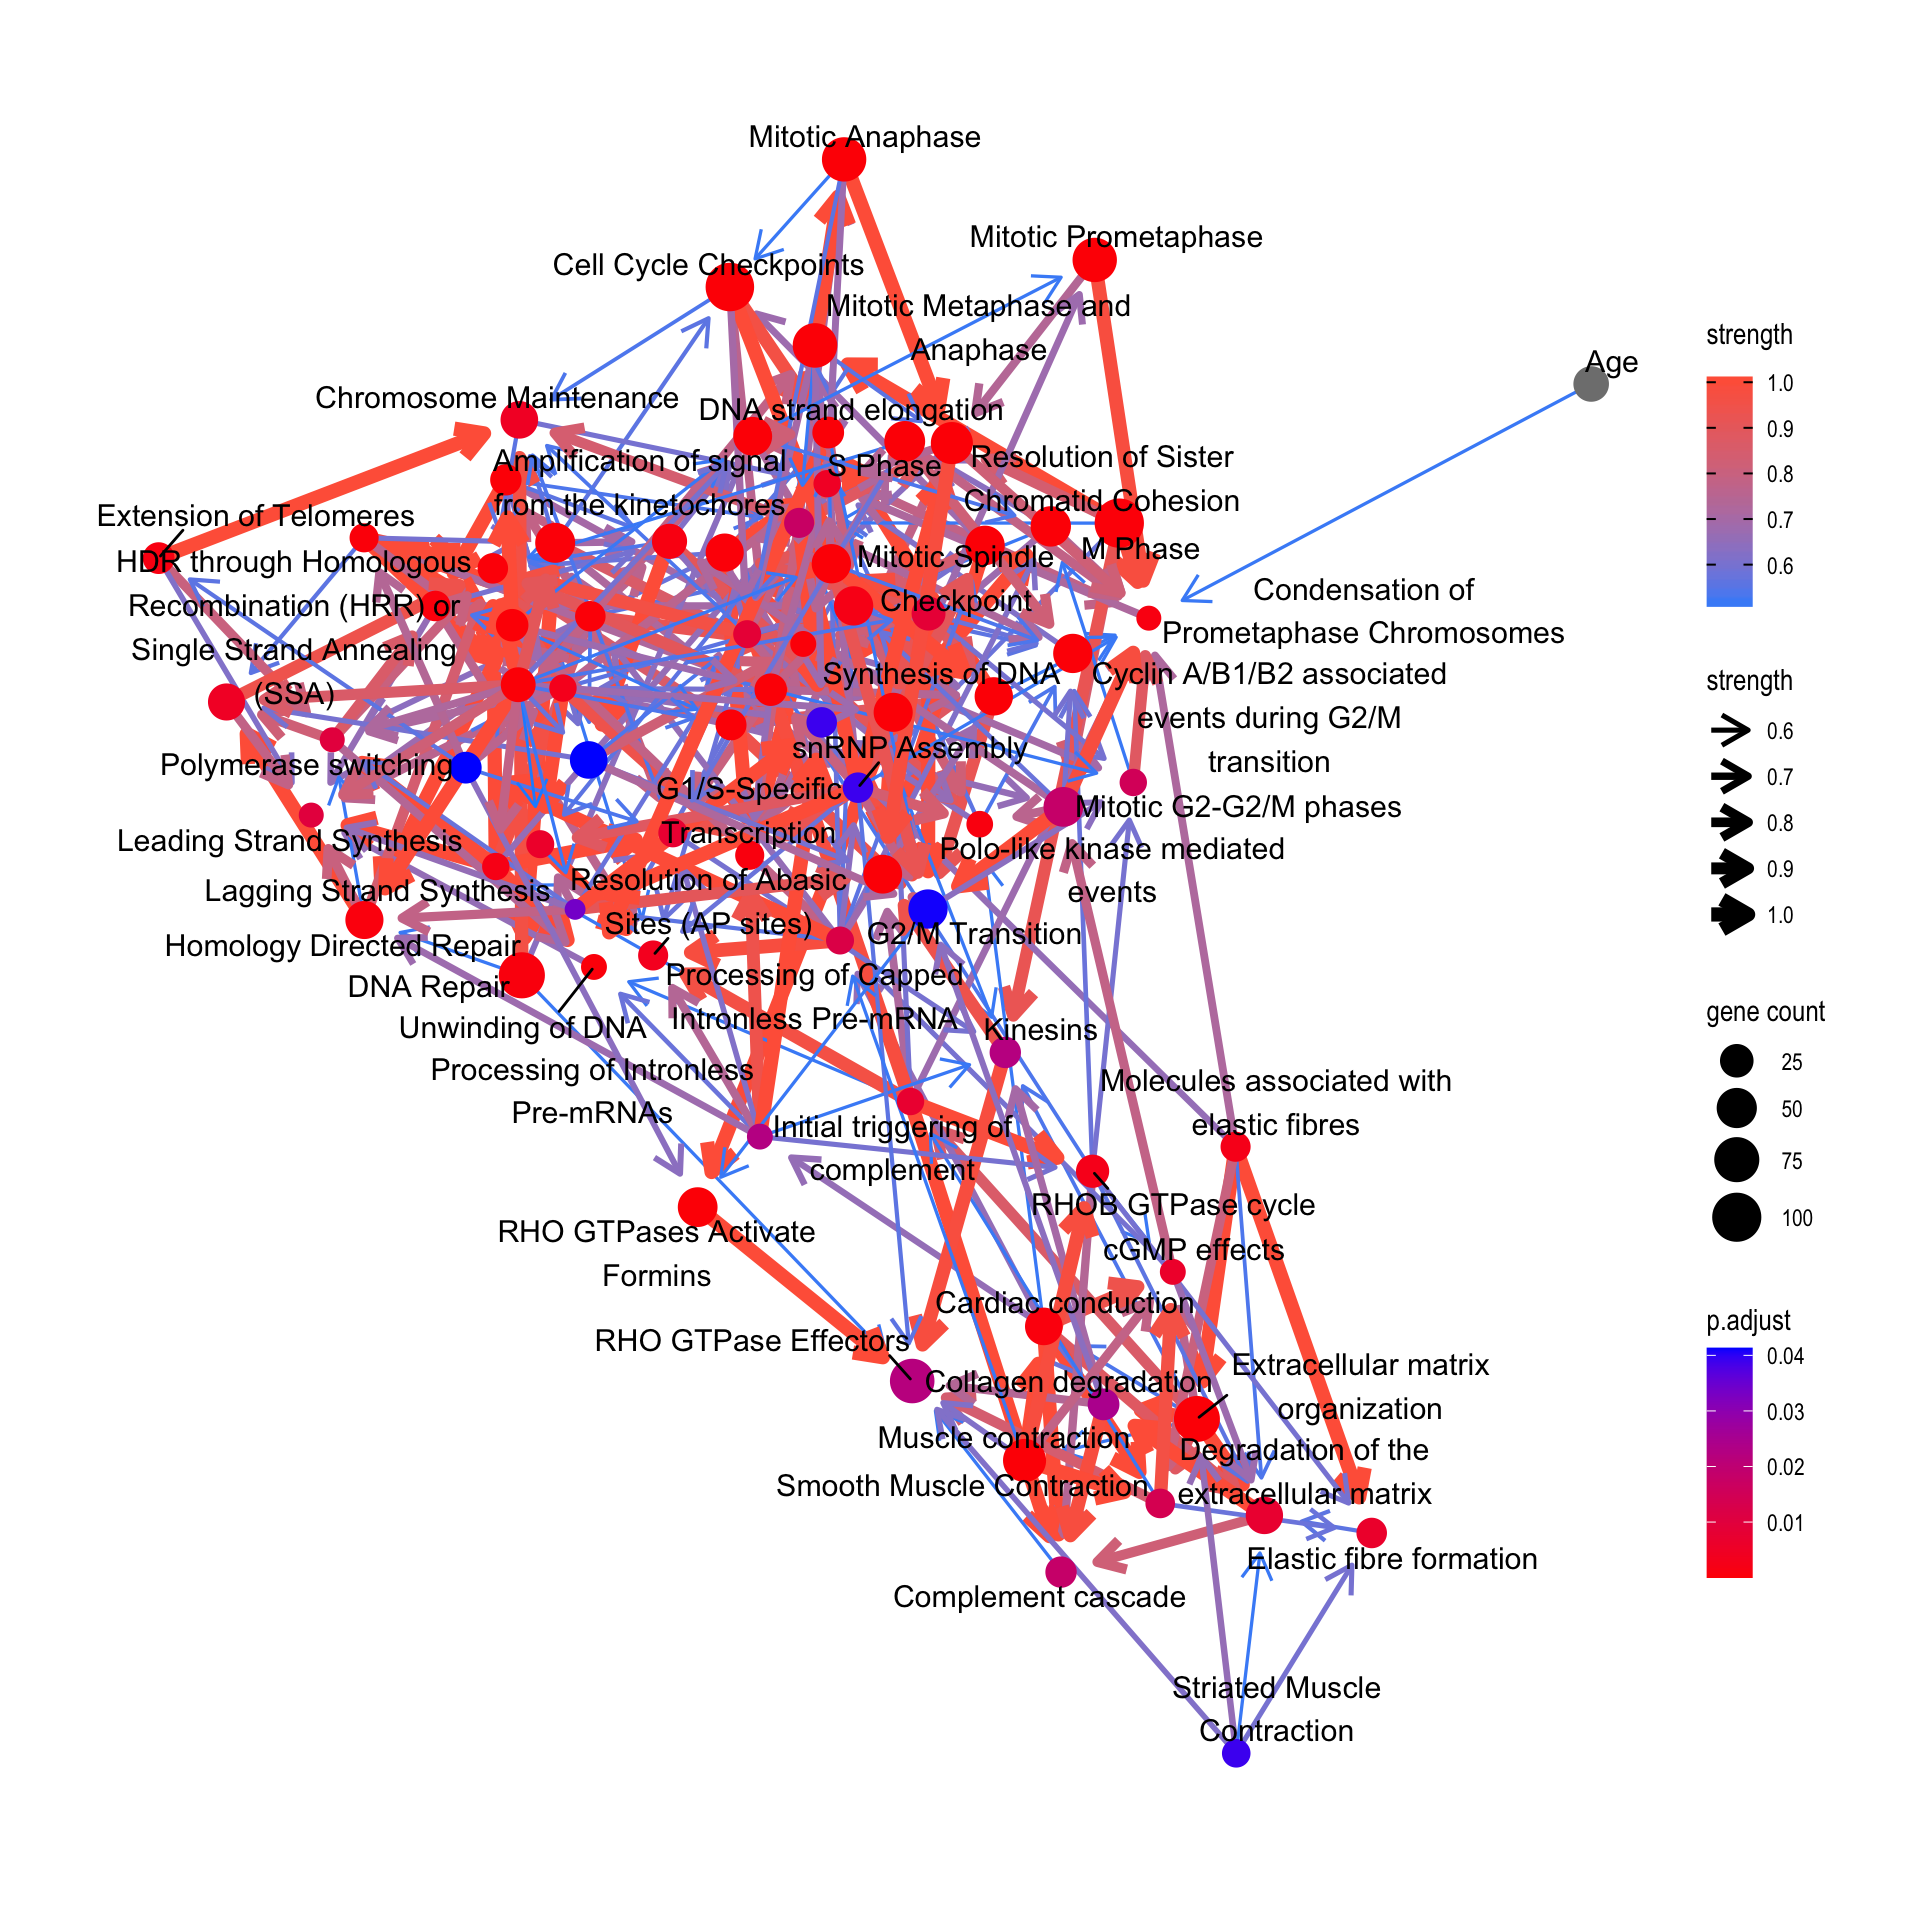 Mitotic Anaphase
Mitotic Prometaphase
Cell Cycle Checkpoints
Mitotic Metaphase and
Anaphase
Age
Chromosome Maintenance
DNA strand elongation
Amplification of signal
from the kinetochores
S Phase
Resolution of Sister
Chromatid Cohesion
Extension of Telomeres
HDR through Homologous
Recombination (HRR) or
Single Strand Annealing
(SSA)
Mitotic Spindle
Checkpoint
M Phase
Condensation of
Prometaphase Chromosomes
Synthesis of DNA
Cyclin A/B1/B2 associated
events during G2/M
transition
snRNP Assembly
Polymerase switching
G1/S-Specific
Transcription
Mitotic G2-G2/M phases
Leading Strand Synthesis
Polo-like kinase mediated
events
Lagging Strand Synthesis
Resolution of Abasic
Sites (AP sites)
Homology Directed Repair
G2/M Transition
DNA Repair
Processing of Capped
Intronless Pre-mRNA
Unwinding of DNA
Kinesins
Processing of Intronless
Pre-mRNAs
Molecules associated with
elastic fibres
Initial triggering of
complement
RHOB GTPase cycle
RHO GTPases Activate
Formins
cGMP effects
Cardiac conduction
RHO GTPase Effectors
Extracellular matrix
organization
Collagen degradation
Muscle contraction
Degradation of the
extracellular matrix
Smooth Muscle Contraction
Elastic fibre formation
Complement cascade
Striated Muscle
Contraction
strength
1.0
0.9
0.8
0.7
0.6
strength
0.6
0.7
0.8
0.9
1.0
gene count
25
50
75
100
p.adjust
0.04
0.03
0.02
0.01